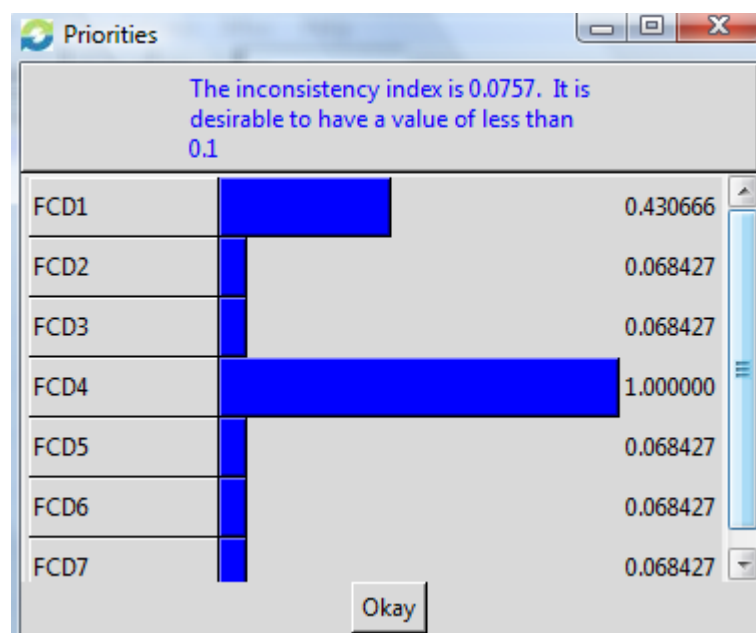 Priorities
The inconsistency index is 0.0757. It is
desirable to have a value of less than
0.1
FCD1 0.430666
FCD2 0.068427
FCD3 0.068427
FCD4 1.000000
FCD5 0.068427
FCD6 0.068427
FCD7 0.068427
Okay